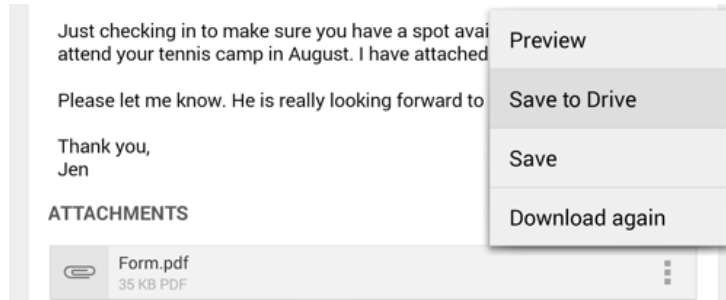 Just checking in to make sure you have a spot avai
attend your tennis camp in August. I have attached
Please let me know. He is really looking forward to
Thank you,
Jen
ATTACHMENTS
Form.pdf
35 KB PDF
Preview
Save to Drive
Save
Download again